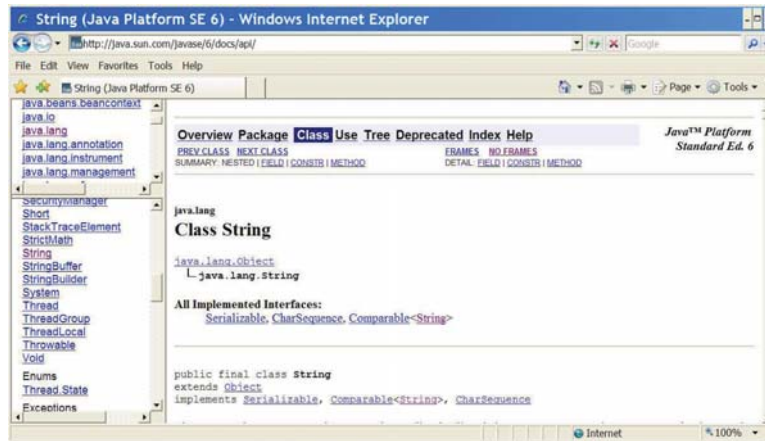 String (Java Platform SE 6) - Windows Internet Explorer
http://java.sun.com/javase/6/docs/api/
Google
File Edit View Favorites Tools Help
String (Java Platform SE 6)
Page Tools
java.beans.beancontext
java.io
java.lang
java.lang.annotation
java.lang.instrument
java.lang.management
SecurityManager
Short
StackTraceElement
StrictMath
String
StringBuffer
StringBuilder
System
Thread
ThreadGroup
ThreadLocal
Throwable
Void
Enums
Thread.State
Exceptions
Overview Package Class Use Tree Deprecated Index Help
Java™ Platform
Standard Ed. 6
PREV CLASS NEXT CLASS
FRAMES NO FRAMES
SUMMARY: NESTED | FIELD | CONSTR | METHOD
DETAIL: FIELD | CONSTR | METHOD
java.lang
Class String
java.lang.Object
java.lang.String
All Implemented Interfaces:
Serializable, CharSequence, Comparable<String>
public final class String
extends Object
implements Serializable, Comparable<String>, CharSequence
Internet
100%